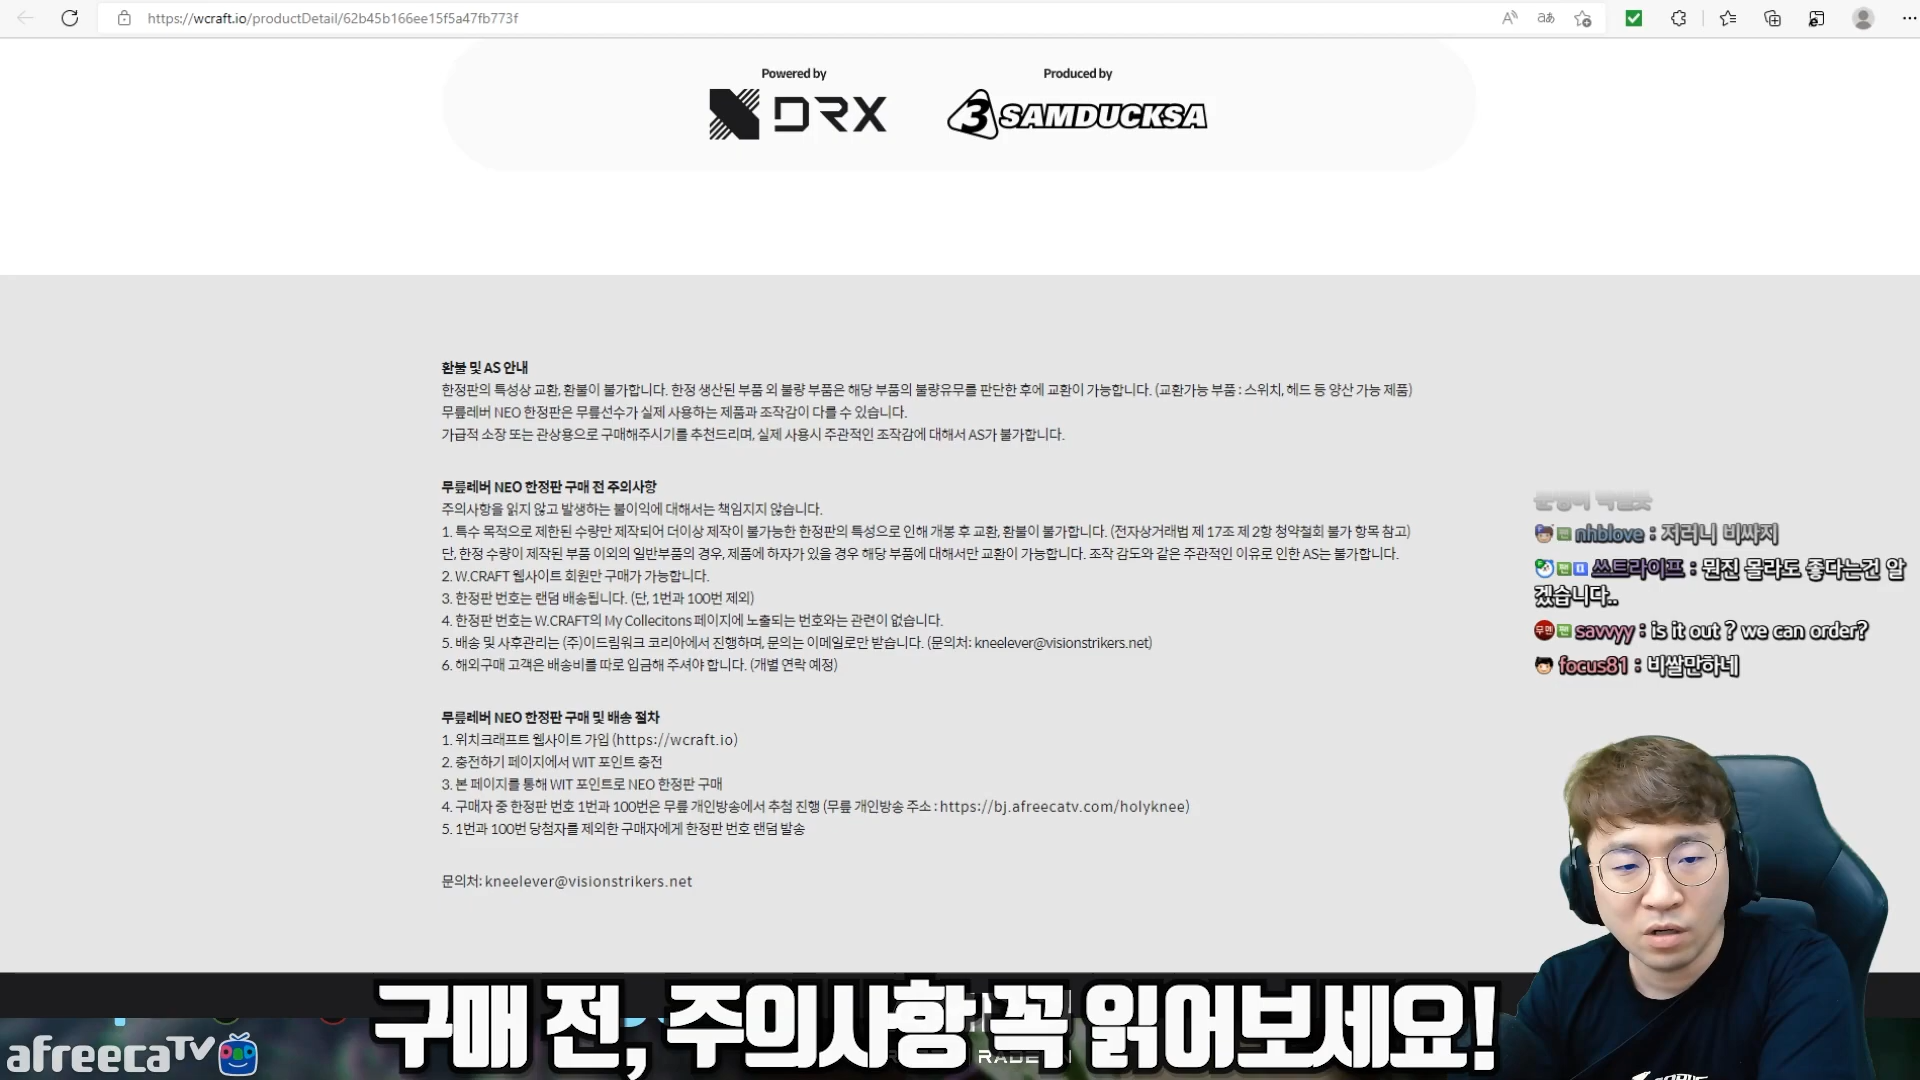 https://wcraft.io/productDetail/62b45b166ee15f5a47fb773f
Powered by
DRX
Produced by
3 SAMDUCKSA
환불 및 AS 안내
한정판의 특성상 교환, 환불이 불가합니다. 한정 생산된 부품 외 불량 부품은 해당 부품의 불량유무를 판단한 후에 교환이 가능합니다. (교환가능 부품 : 스위치, 헤드 등 양산 가능 제품)
무릎레버 NEO 한정판은 무릎선수가 실제 사용하는 제품과 조작감이 다를 수 있습니다.
가급적 소장 또는 관상용으로 구매해주시기를 추천드리며, 실제 사용시 주관적인 조작감에 대해서 AS가 불가합니다.
무릎레버 NEO 한정판 구매 전 주의사항
주의사항을 읽지 않고 발생하는 불이익에 대해서는 책임지지 않습니다.
1. 특수 목적으로 제한된 수량만 제작되어 더이상 제작이 불가능한 한정판의 특성으로 인해 개봉 후 교환, 환불이 불가합니다. (전자상거래법 제 17조 제 2항 청약철회 불가 항목 참고)
단, 한정 수량이 제작된 부품 이외의 일반부품의 경우, 제품에 하자가 있을 경우 해당 부품에 대해서만 교환이 가능합니다. 조작 감도와 같은 주관적인 이유로 인한 AS는 불가합니다.
2. W.CRAFT 웹사이트 회원만 구매가 가능합니다.
3. 한정판 번호는 랜덤 배송됩니다. (단, 1번과 100번 제외)
4. 한정판 번호는 W.CRAFT의 My Collecitons 페이지에 노출되는 번호와는 관련이 없습니다.
5. 배송 및 사후관리는 (주)이드림워크 코리아에서 진행하며, 문의는 이메일로만 받습니다. (문의처: kneelever@visionstrikers.net)
6. 해외구매 고객은 배송비를 따로 입금해 주셔야 합니다. (개별 연락 예정)
무릎레버 NEO 한정판 구매 및 배송 절차
1. 위치크래프트 웹사이트 가입 (https://wcraft.io)
2. 충전하기 페이지에서 WIT 포인트 충전
3. 본 페이지를 통해 WIT 포인트로 NEO 한정판 구매
4. 구매자 중 한정판 번호 1번과 100번은 무릎 개인방송에서 추첨 진행 (무릎 개인방송 주소 : https://bj.afreecatv.com/holyknee)
5. 1번과 100번 당첨자를 제외한 구매자에게 한정판 번호 랜덤 발송
문의처: kneelever@visionstrikers.net
nhblove : 저러니 비싸지
쓰트라이프 : 뭔진 몰라도 좋다는건 알
겠습니다..
savvyy : is it out ? we can order?
focus81 : 비쌀만하네
구매 전, 주의사항 꼭 읽어보세요!
afreecaTV